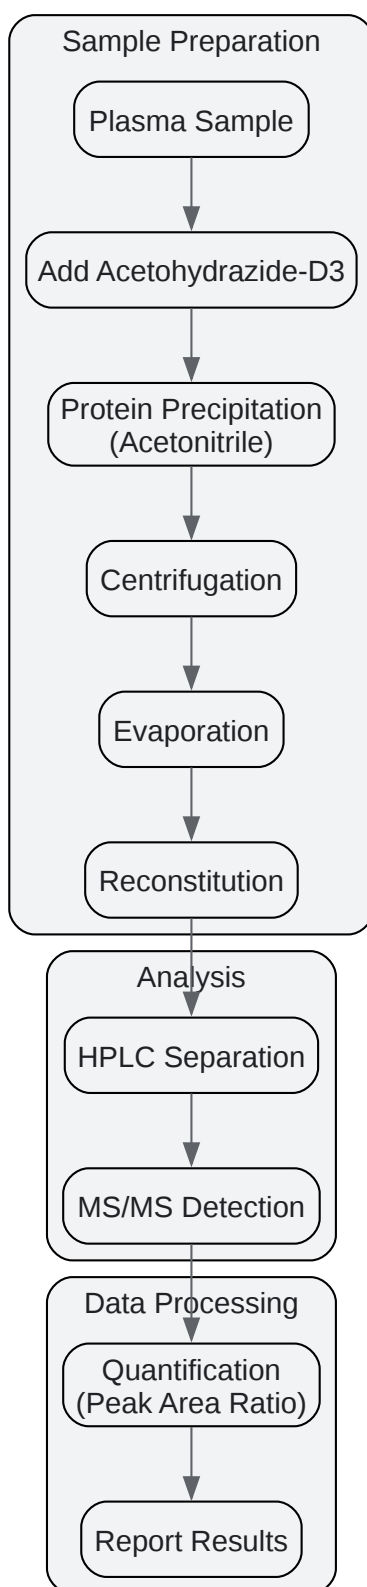 Sample Preparation
Plasma Sample
Add Acetohydrazide-D3
Protein Precipitation
(Acetonitrile)
Centrifugation
Evaporation
Reconstitution
Analysis
HPLC Separation
MS/MS Detection
Data Processing
Quantification
(Peak Area Ratio)
Report Results